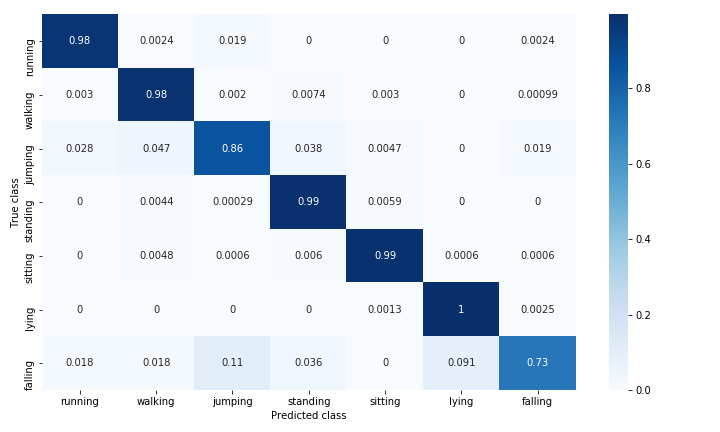 running 0.98 0.0024 0.019 0 0 0 0.0024
walking 0.003 0.98 0.002 0.0074 0.003 0 0.00099
jumping 0.028 0.047 0.86 0.038 0.0047 0 0.019
standing 0 0.0044 0.00029 0.99 0.0059 0 0
sitting 0 0.0048 0.0006 0.006 0.99 0.0006 0.0006
lying 0 0 0 0 0.0013 1 0.0025
falling 0.018 0.018 0.11 0.036 0 0.091 0.73
running walking jumping standing sitting lying falling
Predicted class
True class
0.8
0.6
0.4
0.2
0.0